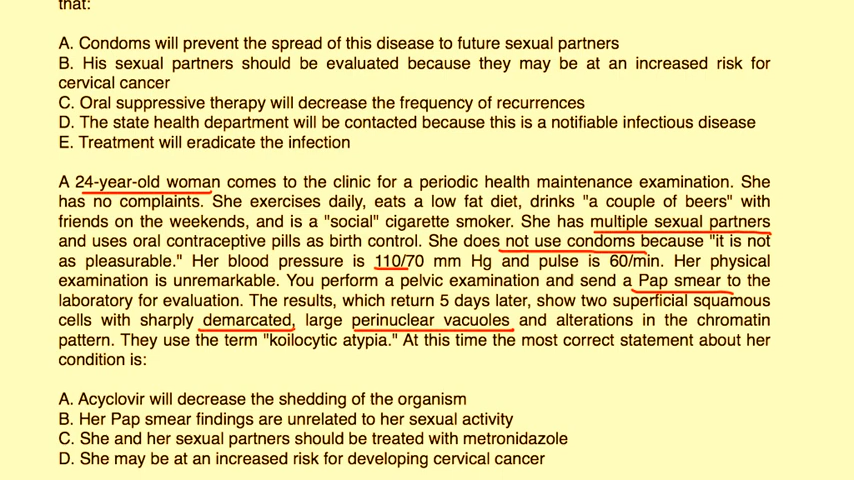 that:
A. Condoms will prevent the spread of this disease to future sexual partners
B. His sexual partners should be evaluated because they may be at an increased risk for
cervical cancer
C. Oral suppressive therapy will decrease the frequency of recurrences
D. The state health department will be contacted because this is a notifiable infectious disease
E. Treatment will eradicate the infection
A 24-year-old woman comes to the clinic for a periodic health maintenance examination. She
has no complaints. She exercises daily, eats a low fat diet, drinks "a couple of beers" with
friends on the weekends, and is a "social" cigarette smoker. She has multiple sexual partners
and uses oral contraceptive pills as birth control. She does not use condoms because "it is not
as pleasurable." Her blood pressure is 110/70 mm Hg and pulse is 60/min. Her physical
examination is unremarkable. You perform a pelvic examination and send a Pap smear to the
laboratory for evaluation. The results, which return 5 days later, show two superficial squamous
cells with sharply demarcated, large perinuclear vacuoles and alterations in the chromatin
pattern. They use the term "koilocytic atypia." At this time the most correct statement about her
condition is:
A. Acyclovir will decrease the shedding of the organism
B. Her Pap smear findings are unrelated to her sexual activity
C. She and her sexual partners should be treated with metronidazole
D. She may be at an increased risk for developing cervical cancer